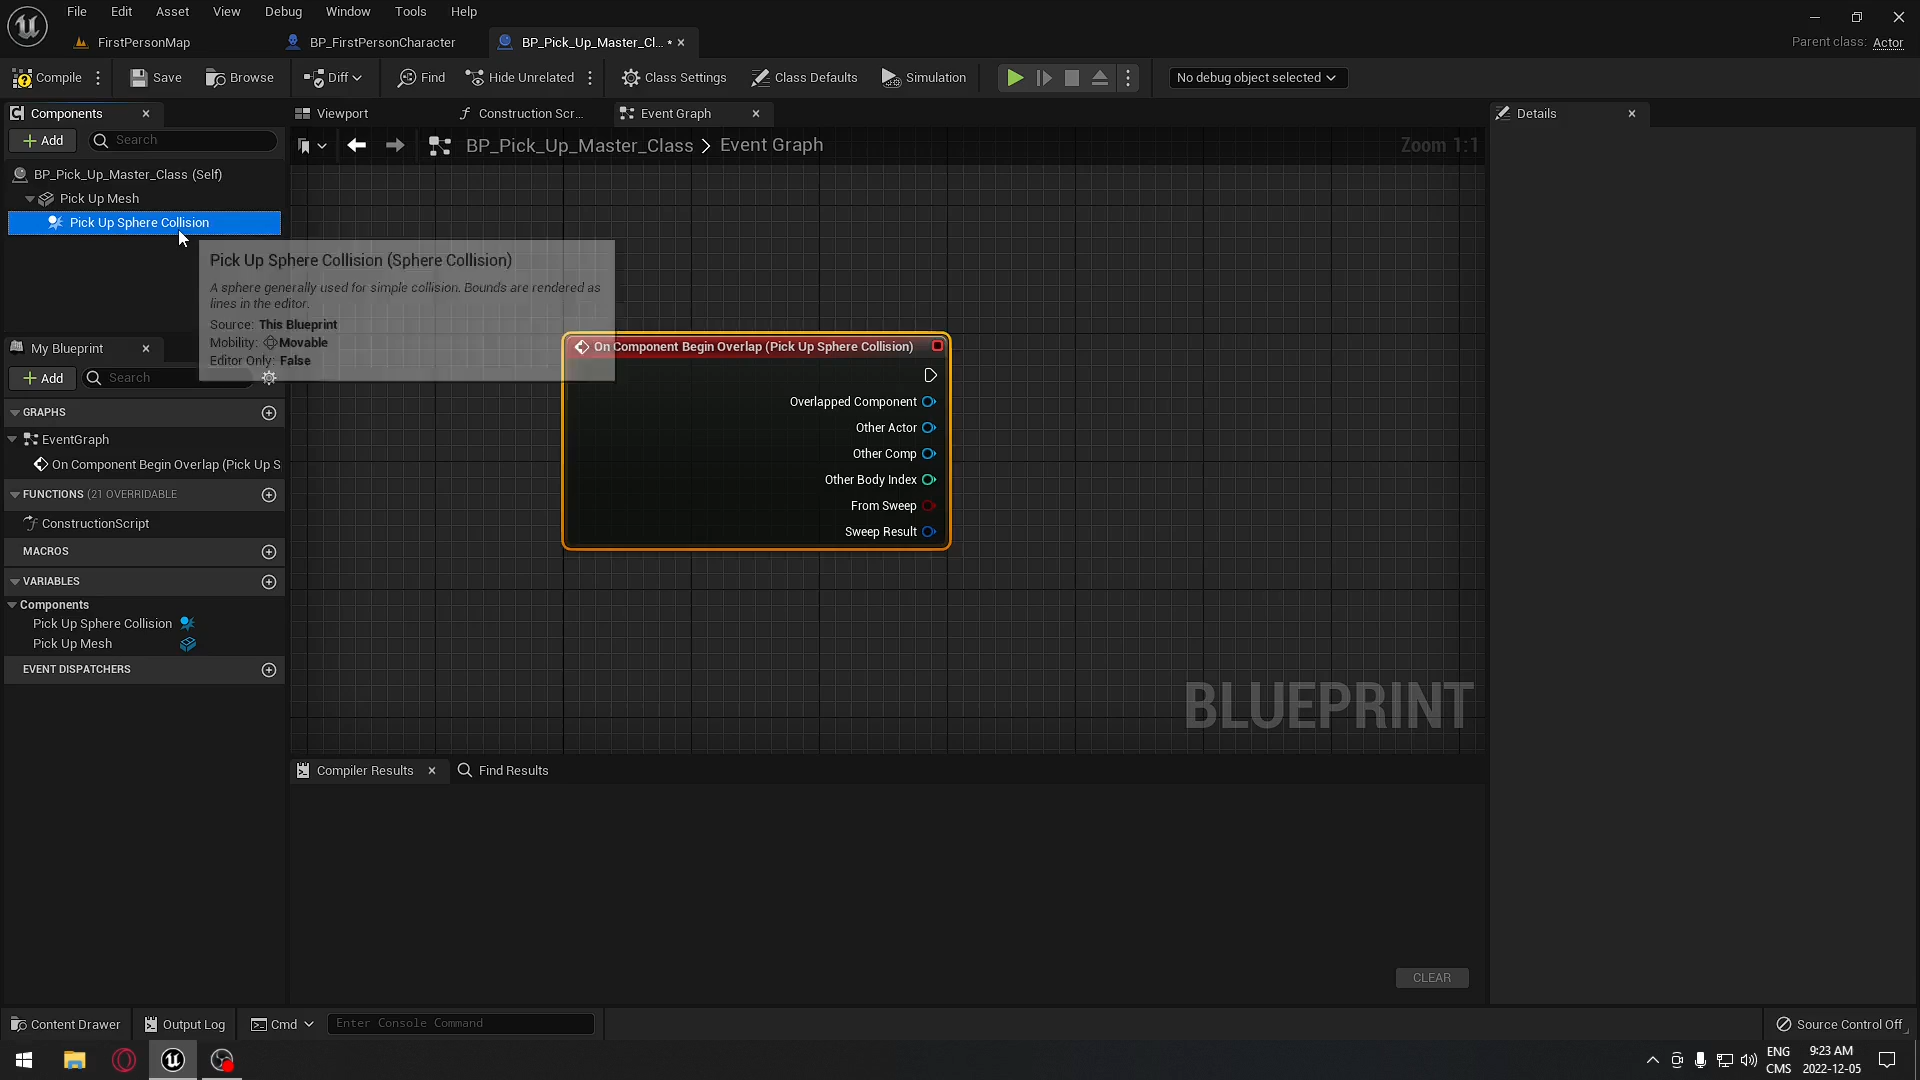 File Edit Asset View Debug Window Tools Help
FirstPersonMap BP_FirstPersonCharacter BP_Pick_Up_Master_Cl... •
Parent class: Actor
Compile Save Browse Diff Find Hide Unrelated Class Settings Class Defaults Simulation No debug object selected
Components Viewport Construction Scr... Event Graph Details
Add Search
BP_Pick_Up_Master_Class > Event Graph Zoom 1:1
BP_Pick_Up_Master_Class (Self)
Pick Up Mesh
Pick Up Sphere Collision
Pick Up Sphere Collision (Sphere Collision)
A sphere generally used for simple collision. Bounds are rendered as
lines in the editor.
Source: This Blueprint
Mobility: Movable
Editor Only: False
My Blueprint
Add Search
GRAPHS
EventGraph
On Component Begin Overlap (Pick Up S
FUNCTIONS (21 OVERRIDABLE
ConstructionScript
MACROS
VARIABLES
Components
Pick Up Sphere Collision
Pick Up Mesh
EVENT DISPATCHERS
On Component Begin Overlap (Pick Up Sphere Collision)
Overlapped Component
Other Actor
Other Comp
Other Body Index
From Sweep
Sweep Result
BLUEPRINT
Compiler Results Find Results
CLEAR
Content Drawer Output Log Cmd Enter Console Command Source Control Off
ENG 9:23 AM
CMS 2022-12-05